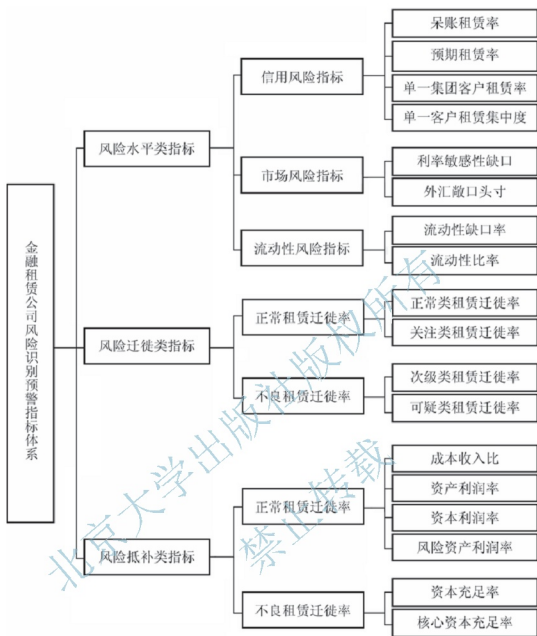 金融租赁公司风险识别预警指标体系
风险水平类指标
信用风险指标
呆账租赁率
预期租赁率
单一集团客户租赁率
单一客户租赁集中度
市场风险指标
利率敏感性缺口
外汇敞口头寸
流动性风险指标
流动性缺口率
流动性比率
风险迁徙类指标
正常租赁迁徙率
正常类租赁迁徙率
关注类租赁迁徙率
不良租赁迁徙率
次级类租赁迁徙率
可疑类租赁迁徙率
风险抵补类指标
正常租赁迁徙率
成本收入比
资产利润率
资本利润率
风险资产利润率
不良租赁迁徙率
资本充足率
核心资本充足率
北京大学出版社版权所有
禁止转载